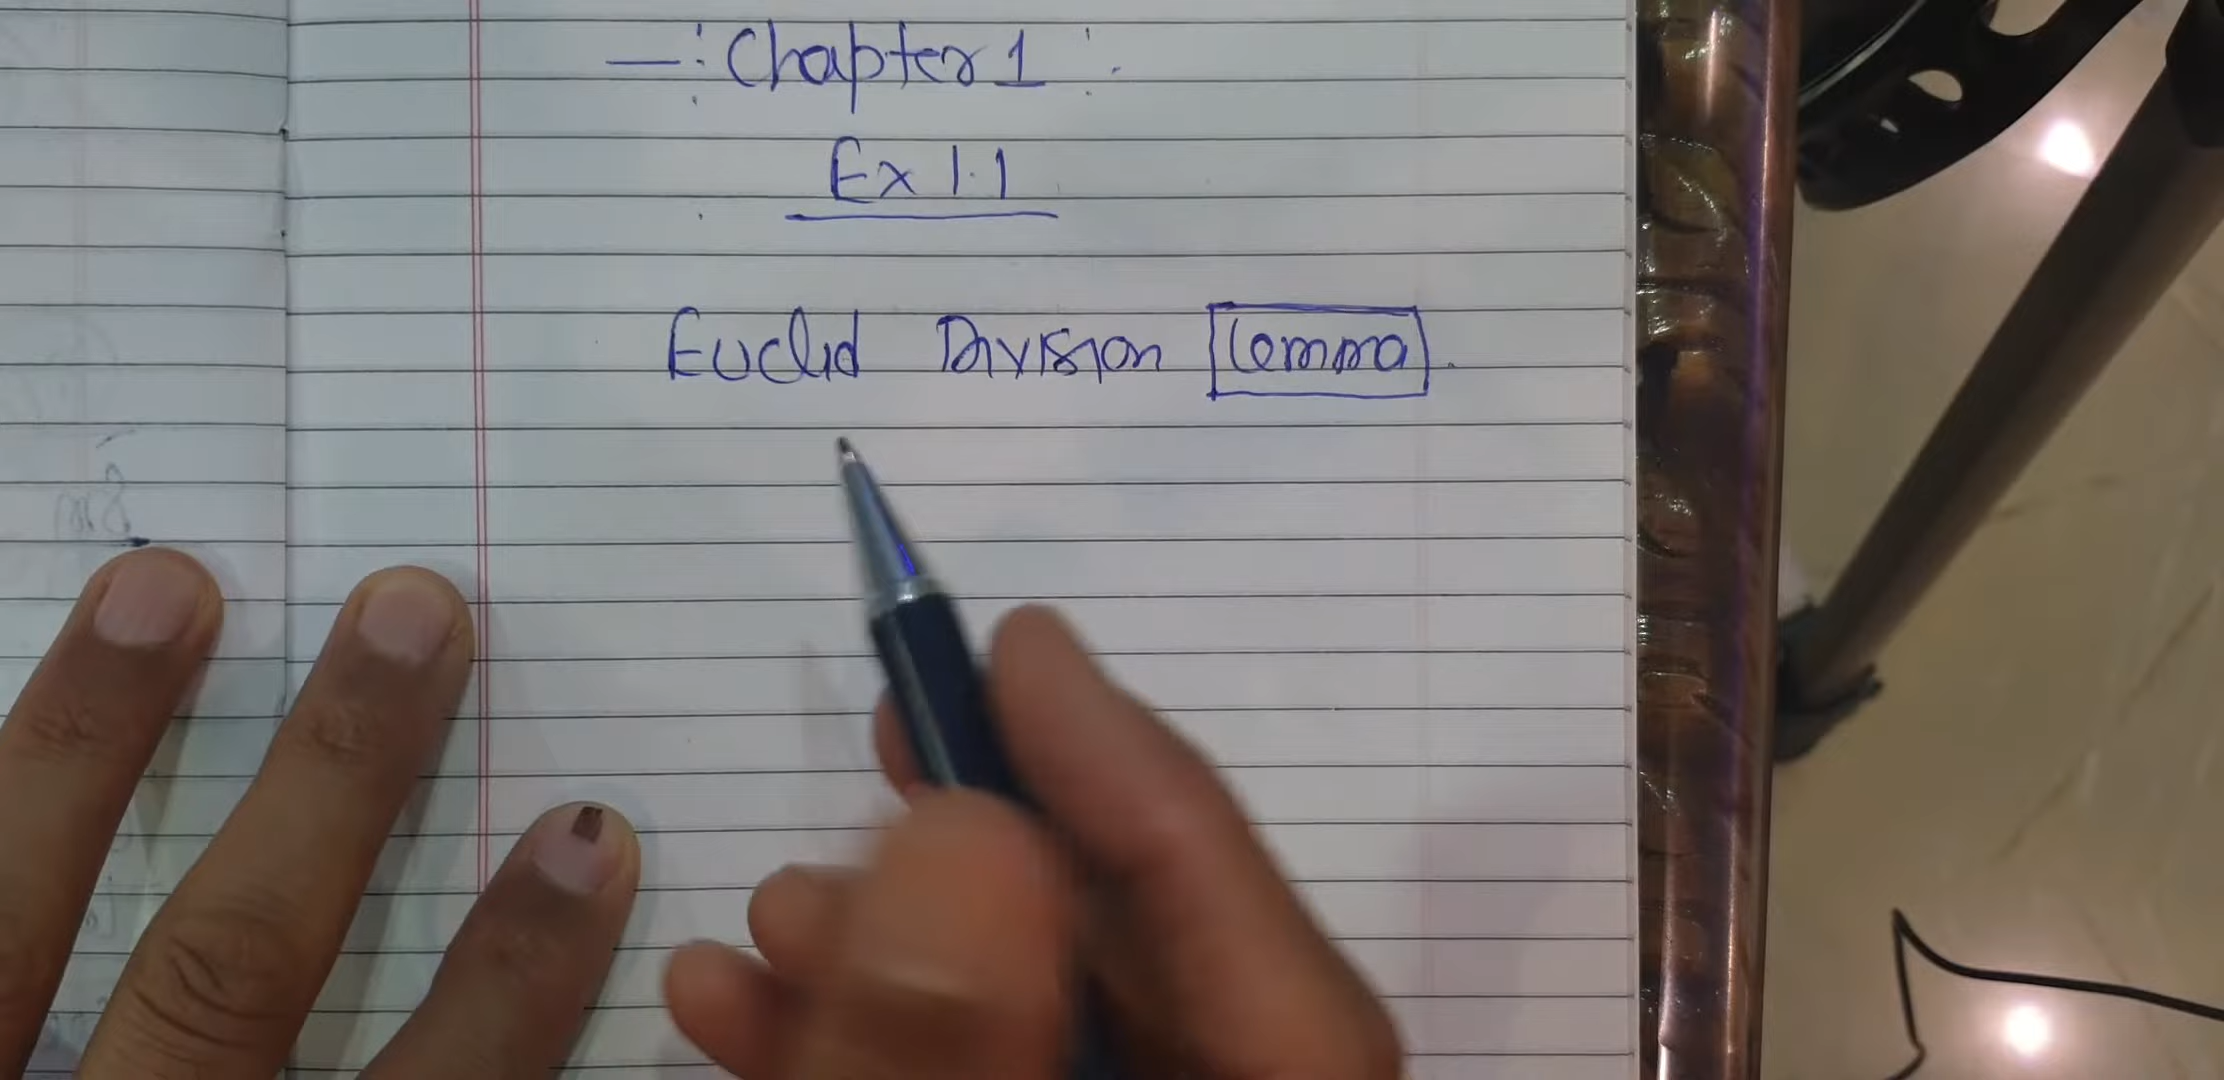 —: Chapter 1 :
Ex 1.1
Euclid Division Lemma.